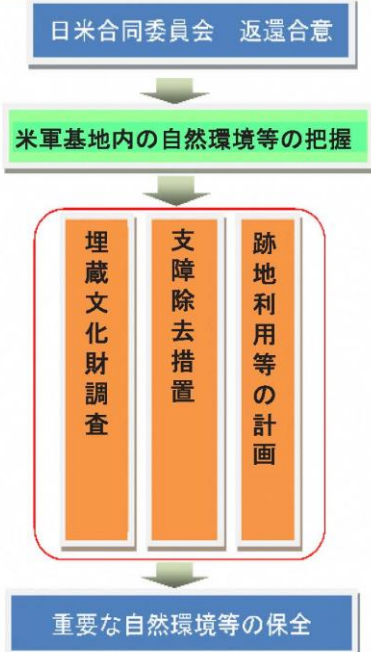 日米合同委員会　返還合意
米軍基地内の自然環境等の把握
埋蔵文化財調査
支障除去措置
跡地利用等の計画
重要な自然環境等の保全